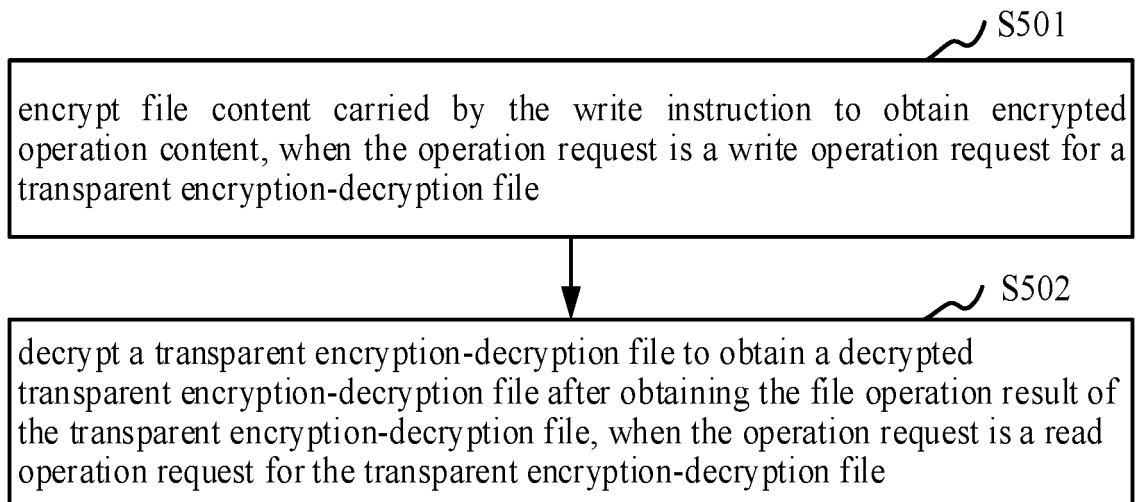 S501
encrypt file content carried by the write instruction to obtain encrypted
operation content, when the operation request is a write operation request for a
transparent encryption-decryption file
S502
decrypt a transparent encryption-decryption file to obtain a decrypted
transparent encryption-decryption file after obtaining the file operation result of
the transparent encryption-decryption file, when the operation request is a read
operation request for the transparent encryption-decryption file